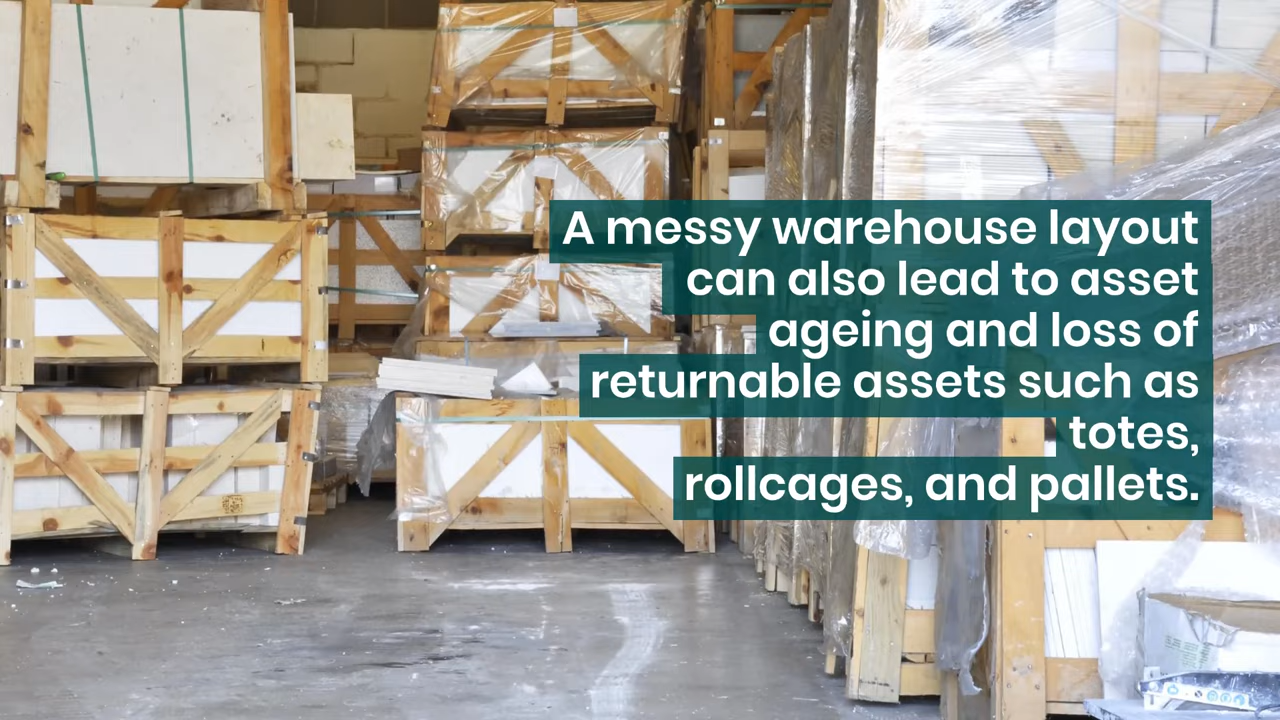 A messy warehouse layout
can also lead to asset
ageing and loss of
returnable assets such as
totes,
rollcages, and pallets.